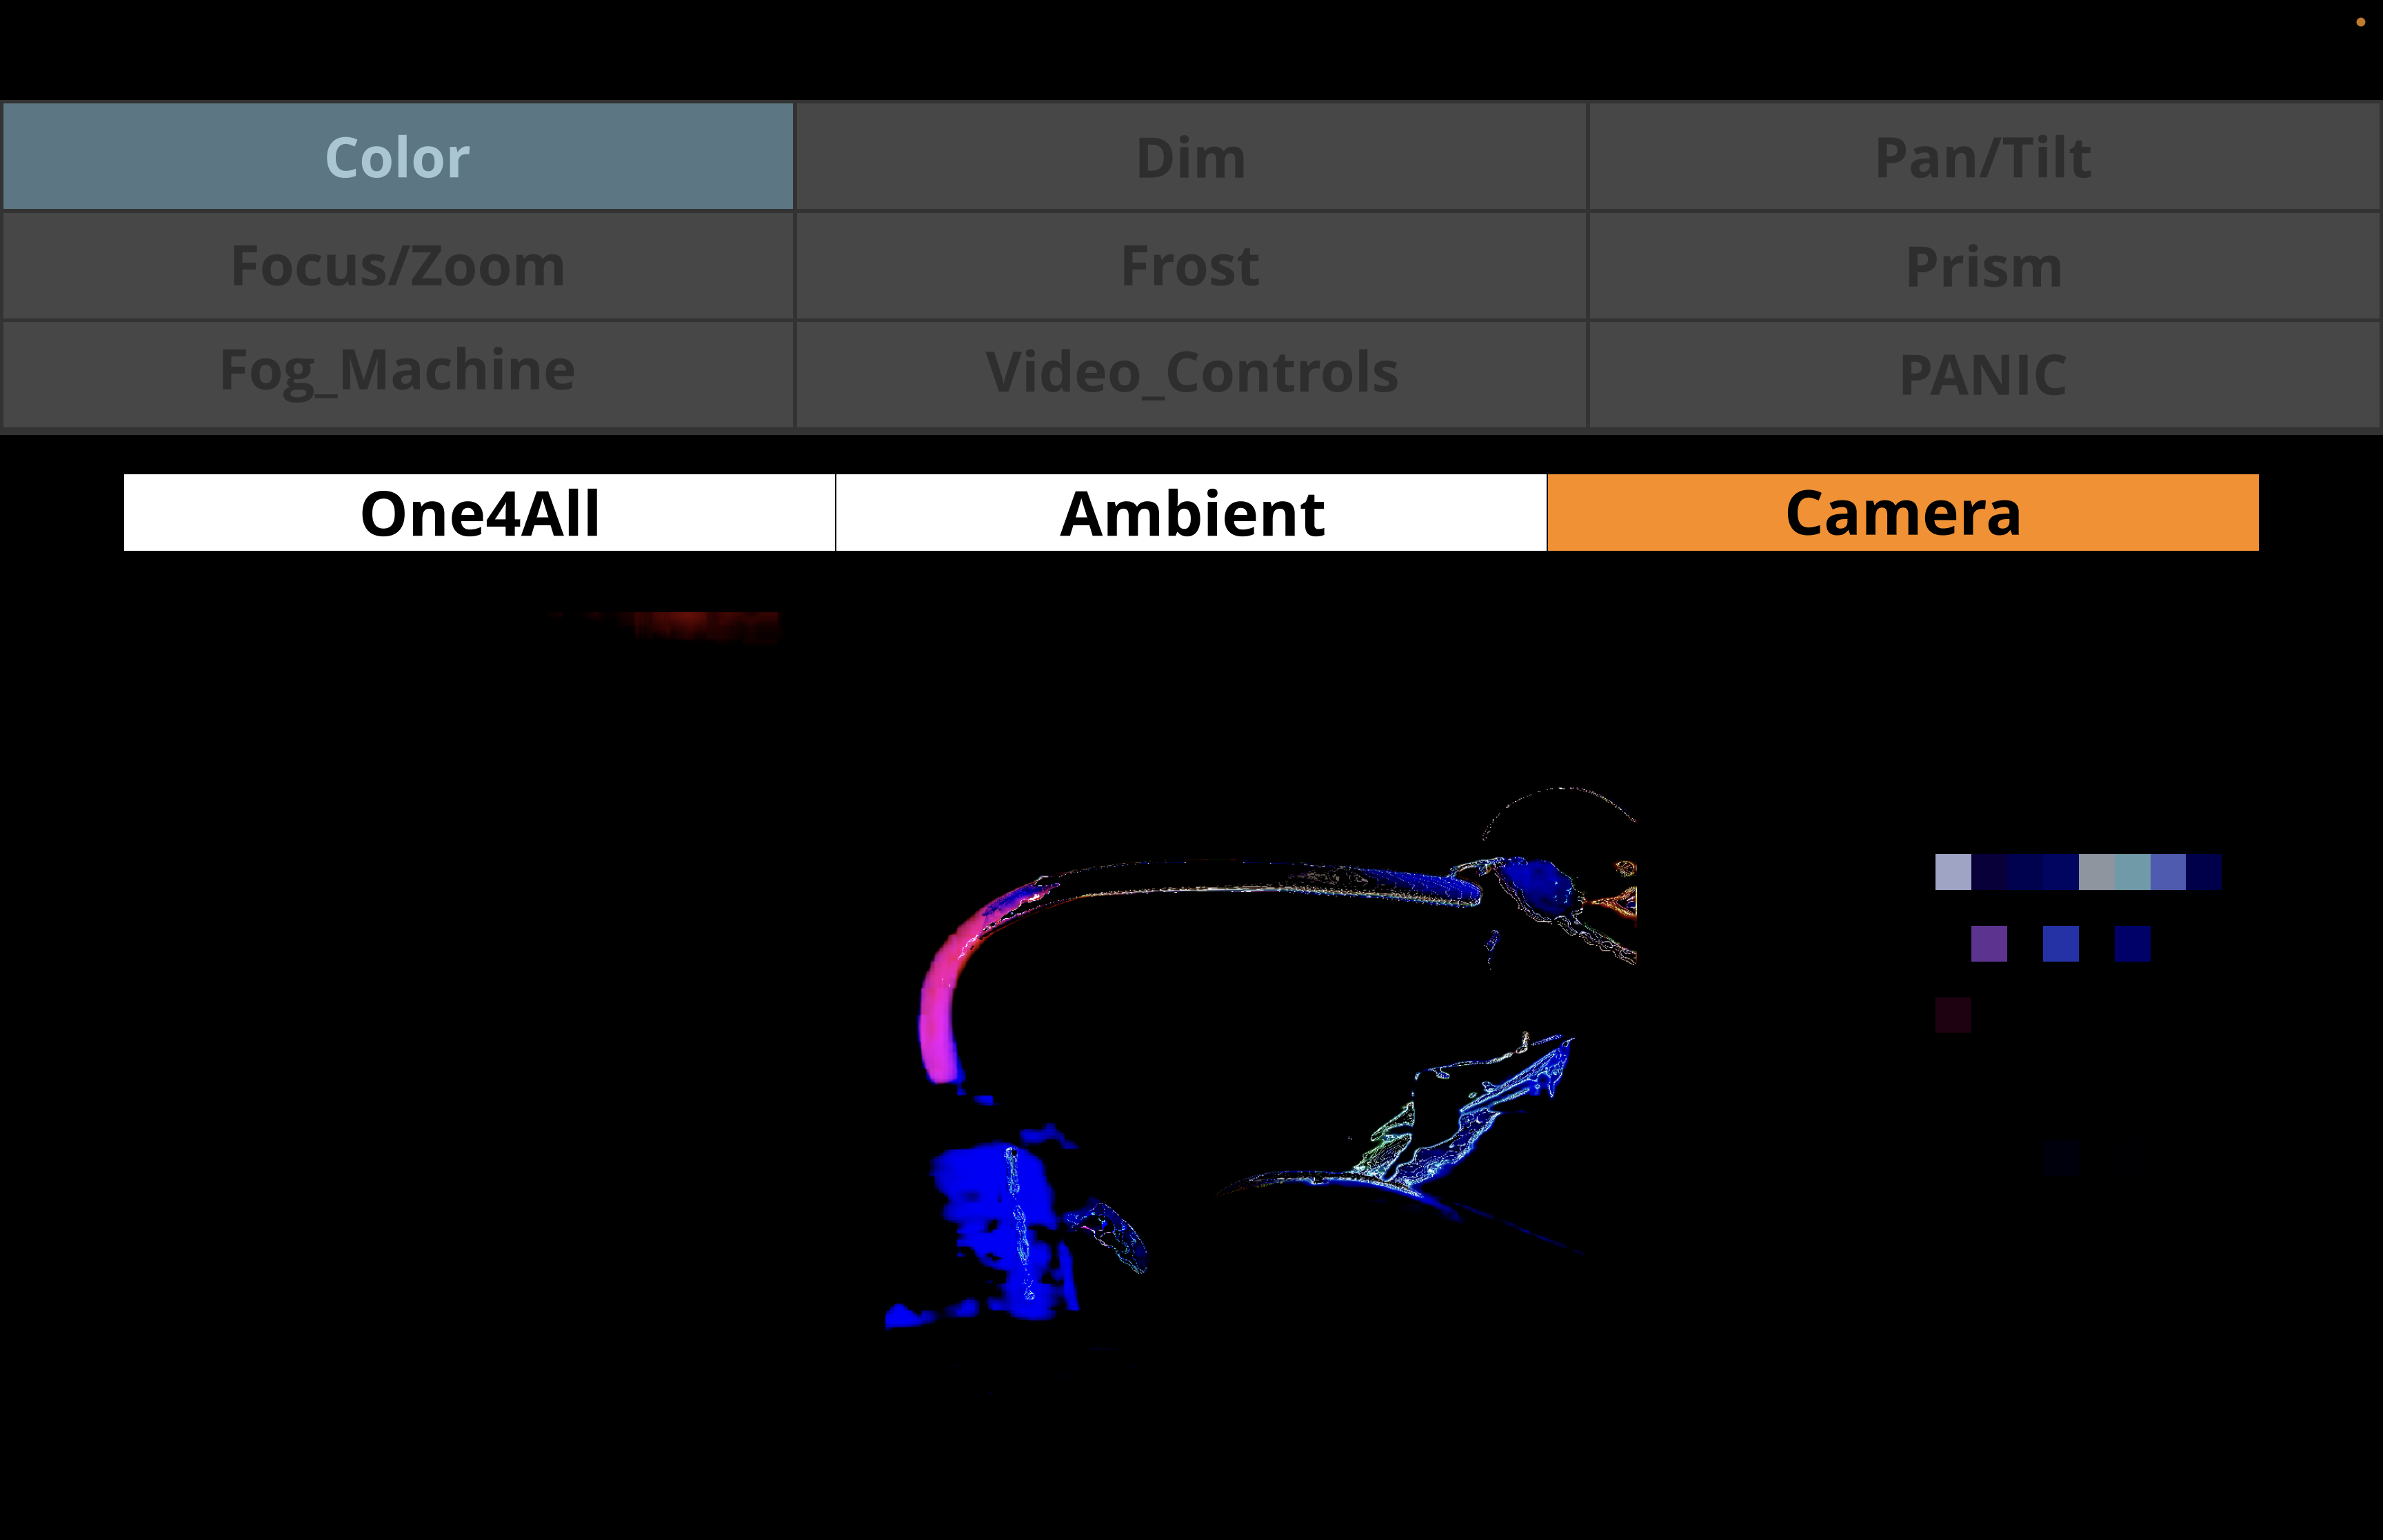 Color Dim Pan/Tilt
Focus/Zoom Frost Prism
Fog_Machine Video_Controls PANIC
One4All Ambient Camera